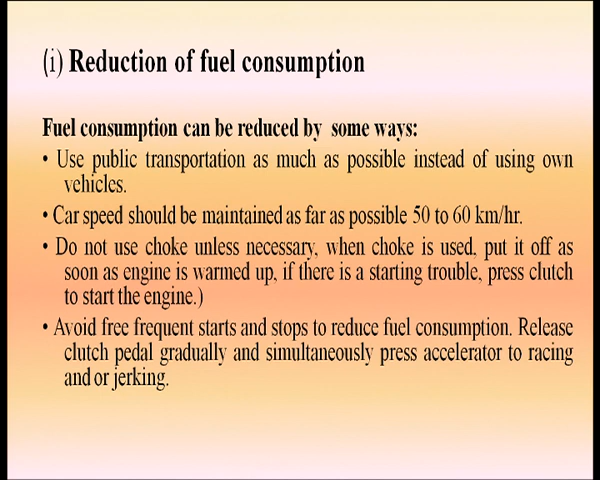 (i) Reduction of fuel consumption
Fuel consumption can be reduced by some ways:
• Use public transportation as much as possible instead of using own
vehicles.
• Car speed should be maintained as far as possible 50 to 60 km/hr.
• Do not use choke unless necessary, when choke is used, put it off as
soon as engine is warmed up, if there is a starting trouble, press clutch
to start the engine.)
• Avoid free frequent starts and stops to reduce fuel consumption. Release
clutch pedal gradually and simultaneously press accelerator to racing
and or jerking.